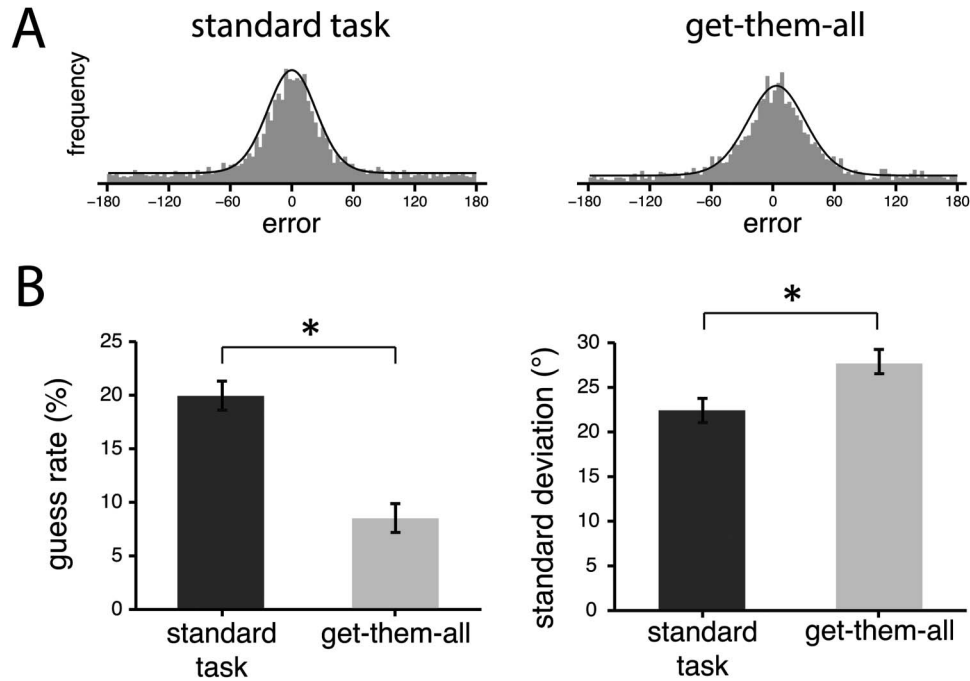 A
standard task
get-them-all
frequency
−180 −120 −60 0 60 120 180
error
−180 −120 −60 0 60 120 180
error
B
guess rate (%)
25
20
15
10
5
0
*
standard task
get-them-all
standard deviation (°)
30
25
20
15
10
5
0
*
standard task
get-them-all